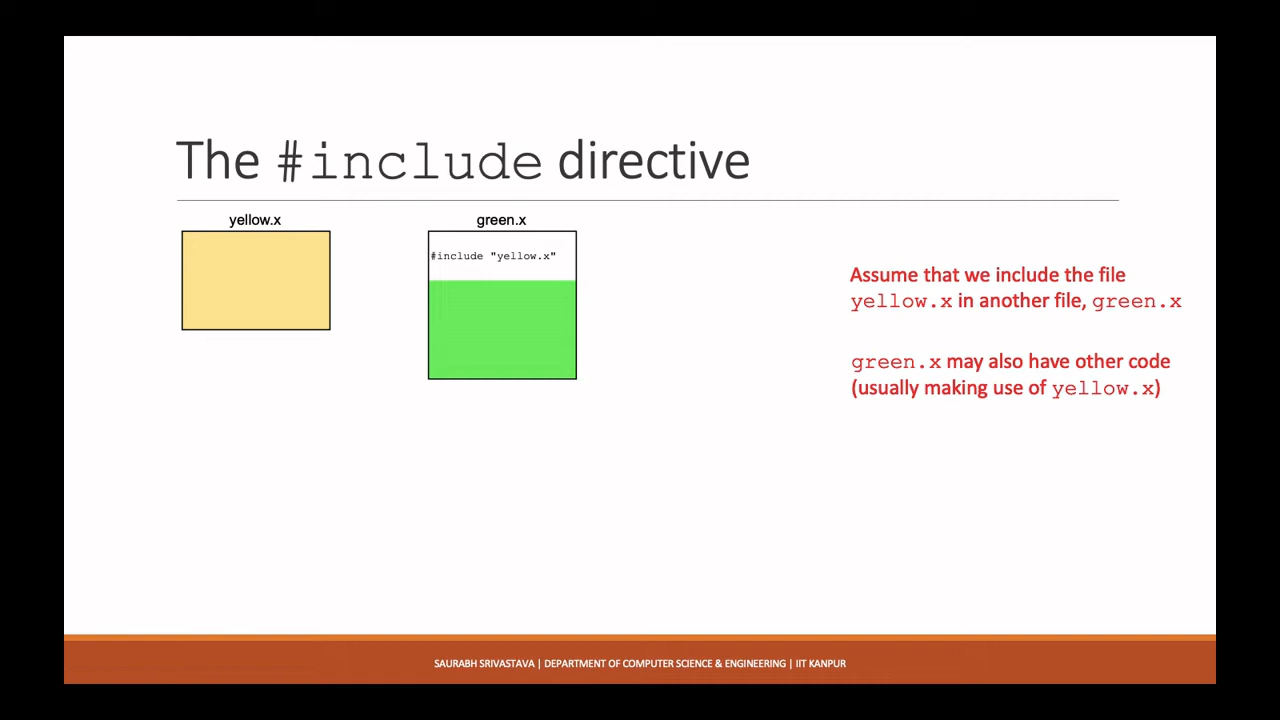 The #include directive
yellow.x
green.x
#include "yellow.x"
Assume that we include the file
yellow.x in another file, green.x
green.x may also have other code
(usually making use of yellow.x)
SAURABH SRIVASTAVA | DEPARTMENT OF COMPUTER SCIENCE & ENGINEERING | IIT KANPUR